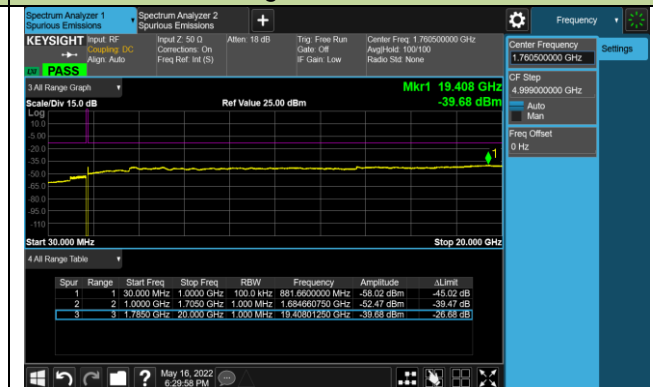 Spectrum Analyzer 1
Spurious Emissions
Spectrum Analyzer 2
Spurious Emissions
+
Frequency
KEYSIGHT
Input: RF
Coupling: DC
Align: Auto
Input Z: 50 Ω
Corrections: On
Freq Ref: Int (S)
Atten: 18 dB
Trig: Free Run
Gate: Off
IF Gain: Low
Center Freq: 1.760500000 GHz
Avg|Hold: 100/100
Radio Std: None
LXI
PASS
3 All Range Graph
Mkr1 19.408 GHz
-39.68 dBm
Scale/Div 15.0 dB
Ref Value 25.00 dBm
Log
10.0
-5.00
-20.0
-35.0
-50.0
-65.0
-80.0
-95.0
-110
1
Start 30.000 MHz
Stop 20.000 GHz
4 All Range Table
Spur Range Start Freq Stop Freq RBW Frequency Amplitude ΔLimit
1 1 30.000 MHz 1.0000 GHz 100.0 kHz 881.6600000 MHz -58.02 dBm -45.02 dB
2 2 1.0000 GHz 1.7050 GHz 1.000 MHz 1.684660750 GHz -52.47 dBm -39.47 dB
3 3 1.7850 GHz 20.000 GHz 1.000 MHz 19.40801250 GHz -39.68 dBm -26.68 dB
Center Frequency
1.760500000 GHz
Settings
CF Step
4.999000000 GHz
Auto
Man
Freq Offset
0 Hz
?
May 16, 2022
6:29:58 PM